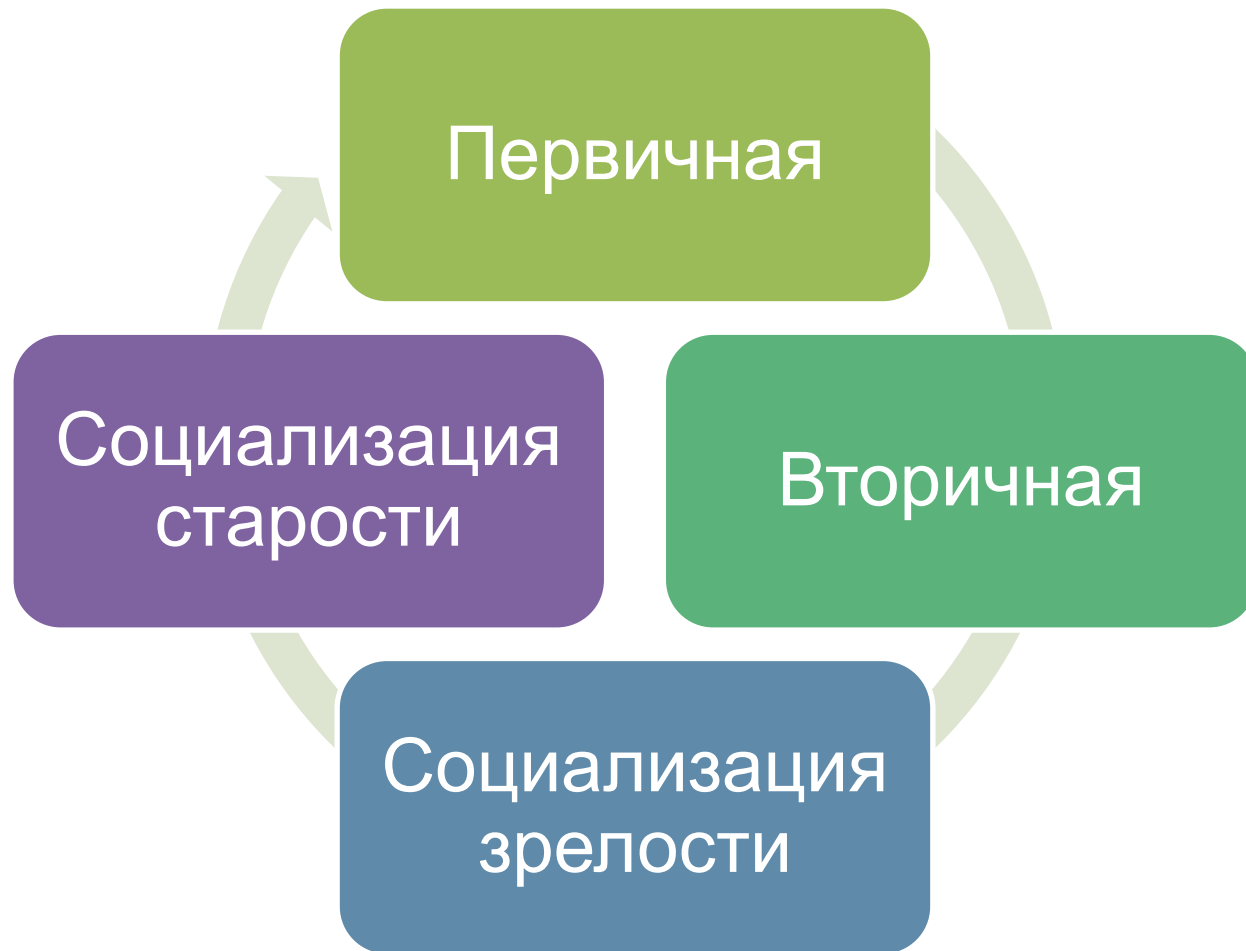 Первичная
Вторичная
Социализация
зрелости
Социализация
старости